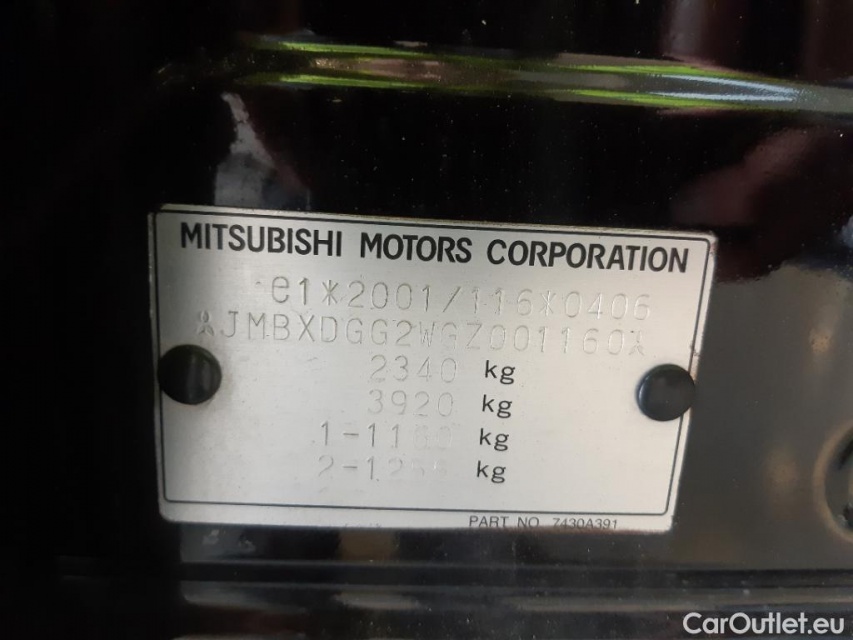 MITSUBISHI MOTORS CORPORATION
e1*2001/116*0406
JMBXDGG2WGZ001160
2340 kg
3920 kg
kg
kg
PART NO 7430A391
CarOutlet.eu